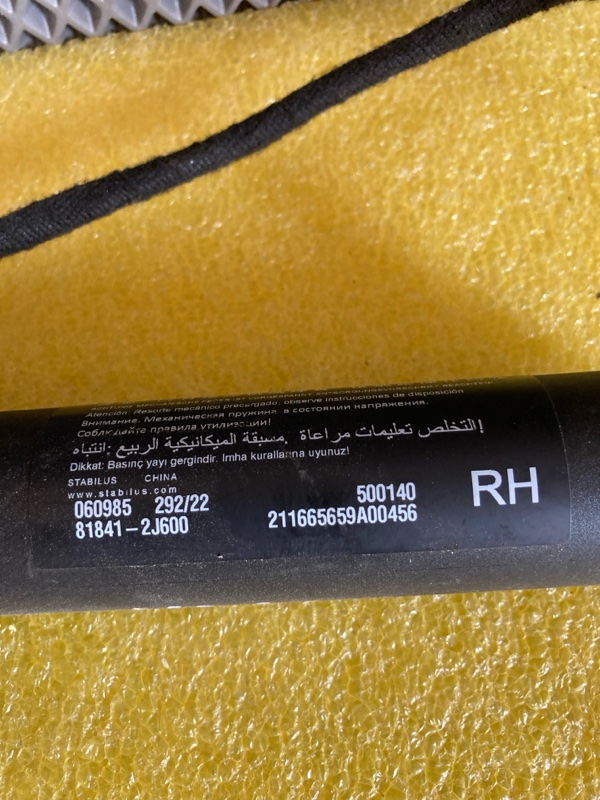 Atención: Resorte mecánico precargado, observe instrucciones de disposición
Внимание. Механическая пружина в состоянии напряжения.
Соблюдайте правила утилизации!
إالتخلص تعليمات مراعاة .مسبقة الميكانيكية الربيع :انتباه
Dikkat: Basınç yayı gergindir. Imha kurallarına uyunuz!
STABILUS CHINA
www.stabilus.com
060985 292/22 500140
81841-2J600 211665659A00456
RH